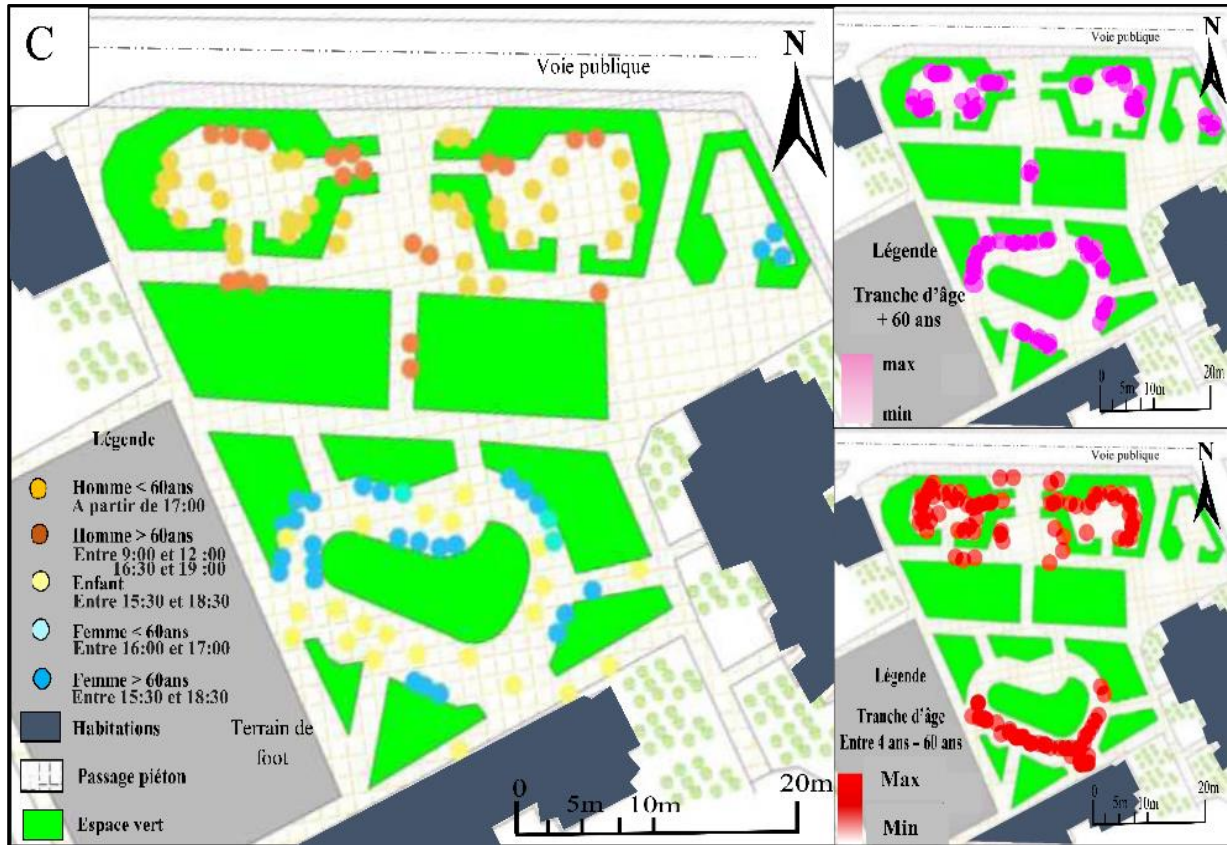 C
Voie publique
N
Légende
Homme < 60ans
A partir de 17:00
Homme > 60ans
Entre 9:00 et 12 :00
16:30 et 19 :00
Enfant
Entre 15:30 et 18:30
Femme < 60ans
Entre 16:00 et 17:00
Femme > 60ans
Entre 15:30 et 18:30
Habitations
Passage piéton
Espace vert
Terrain de
foot
0
5m
10m
20m
Voie publique
N
Légende
Tranche d'âge
+ 60 ans
max
min
0
5m
10m
20m
Voie publique
N
Légende
Tranche d'âge
Entre 4 ans – 60 ans
Max
Min
0
5m
10m
20m